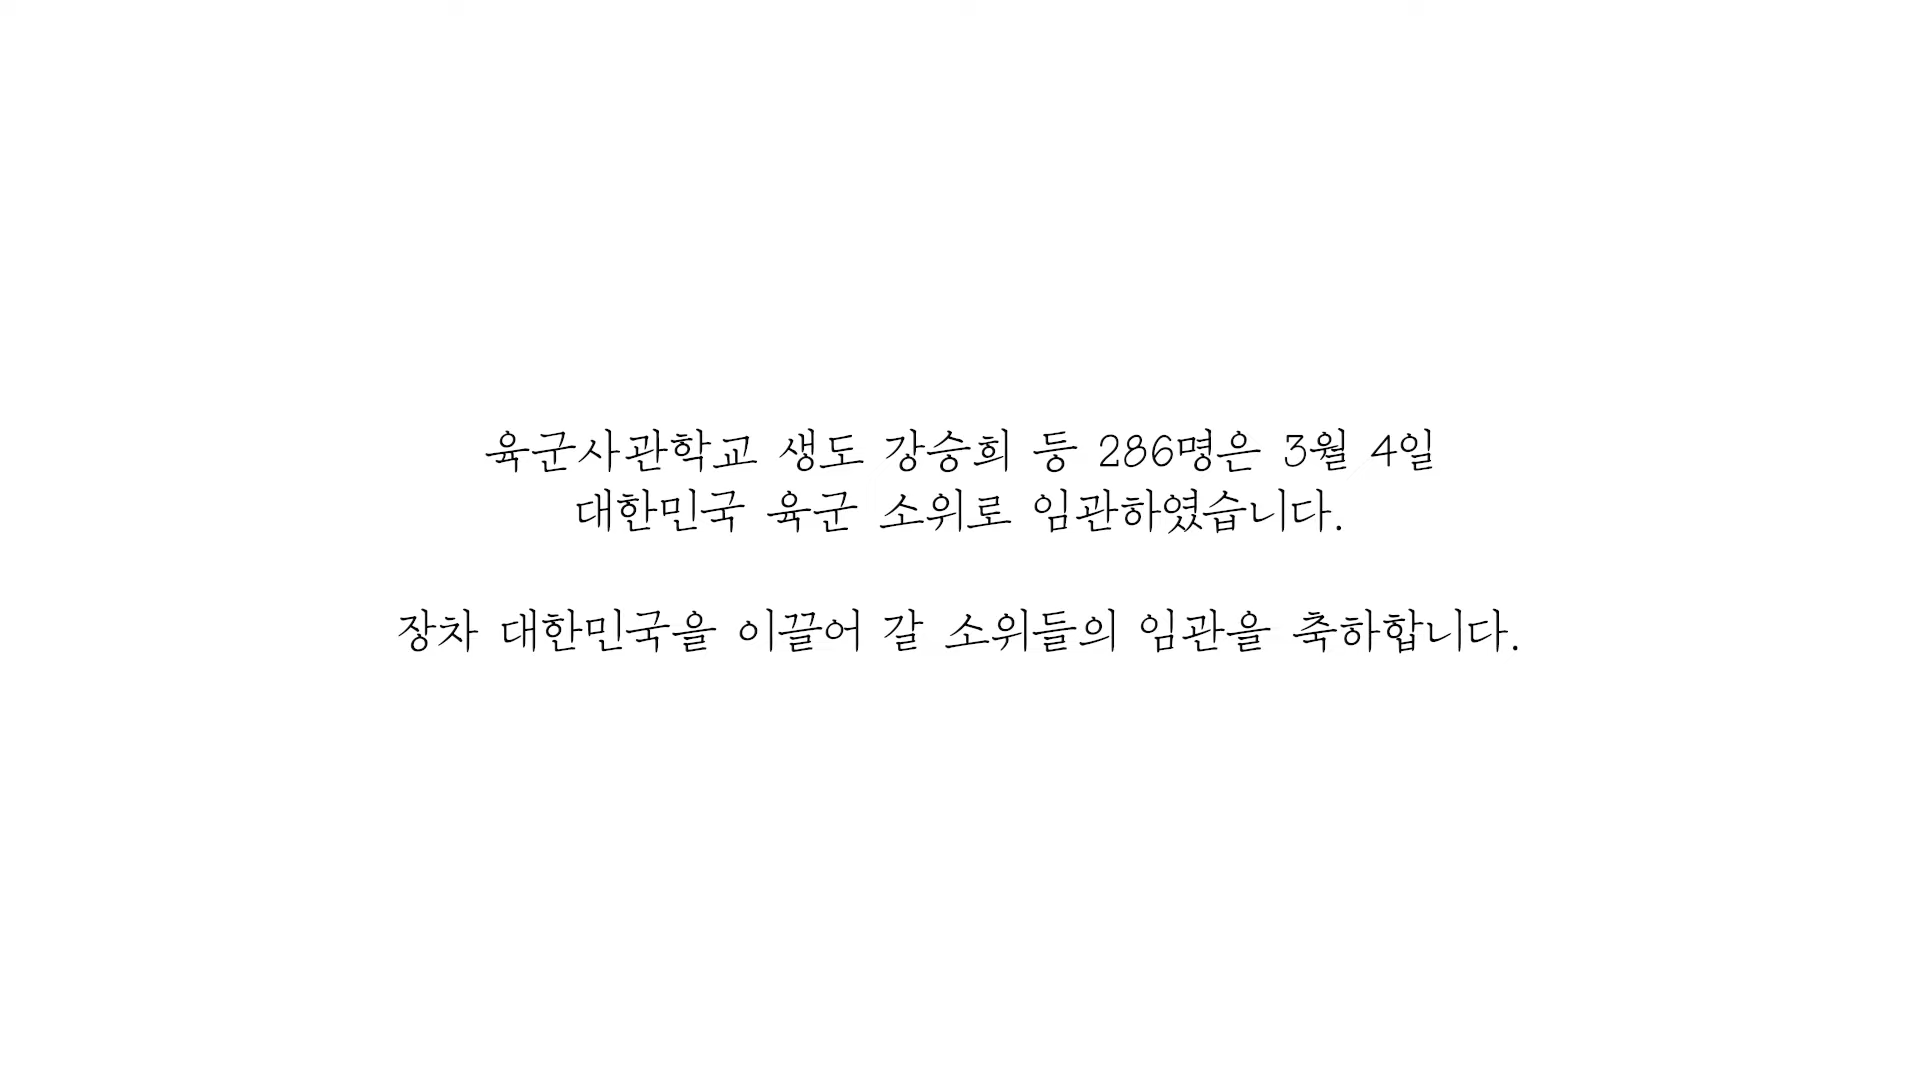 육군사관학교 생도 강승희 등 286명은 3월 4일
대한민국 육군 소위로 임관하였습니다.
장차 대한민국을 이끌어 갈 소위들의 임관을 축하합니다.